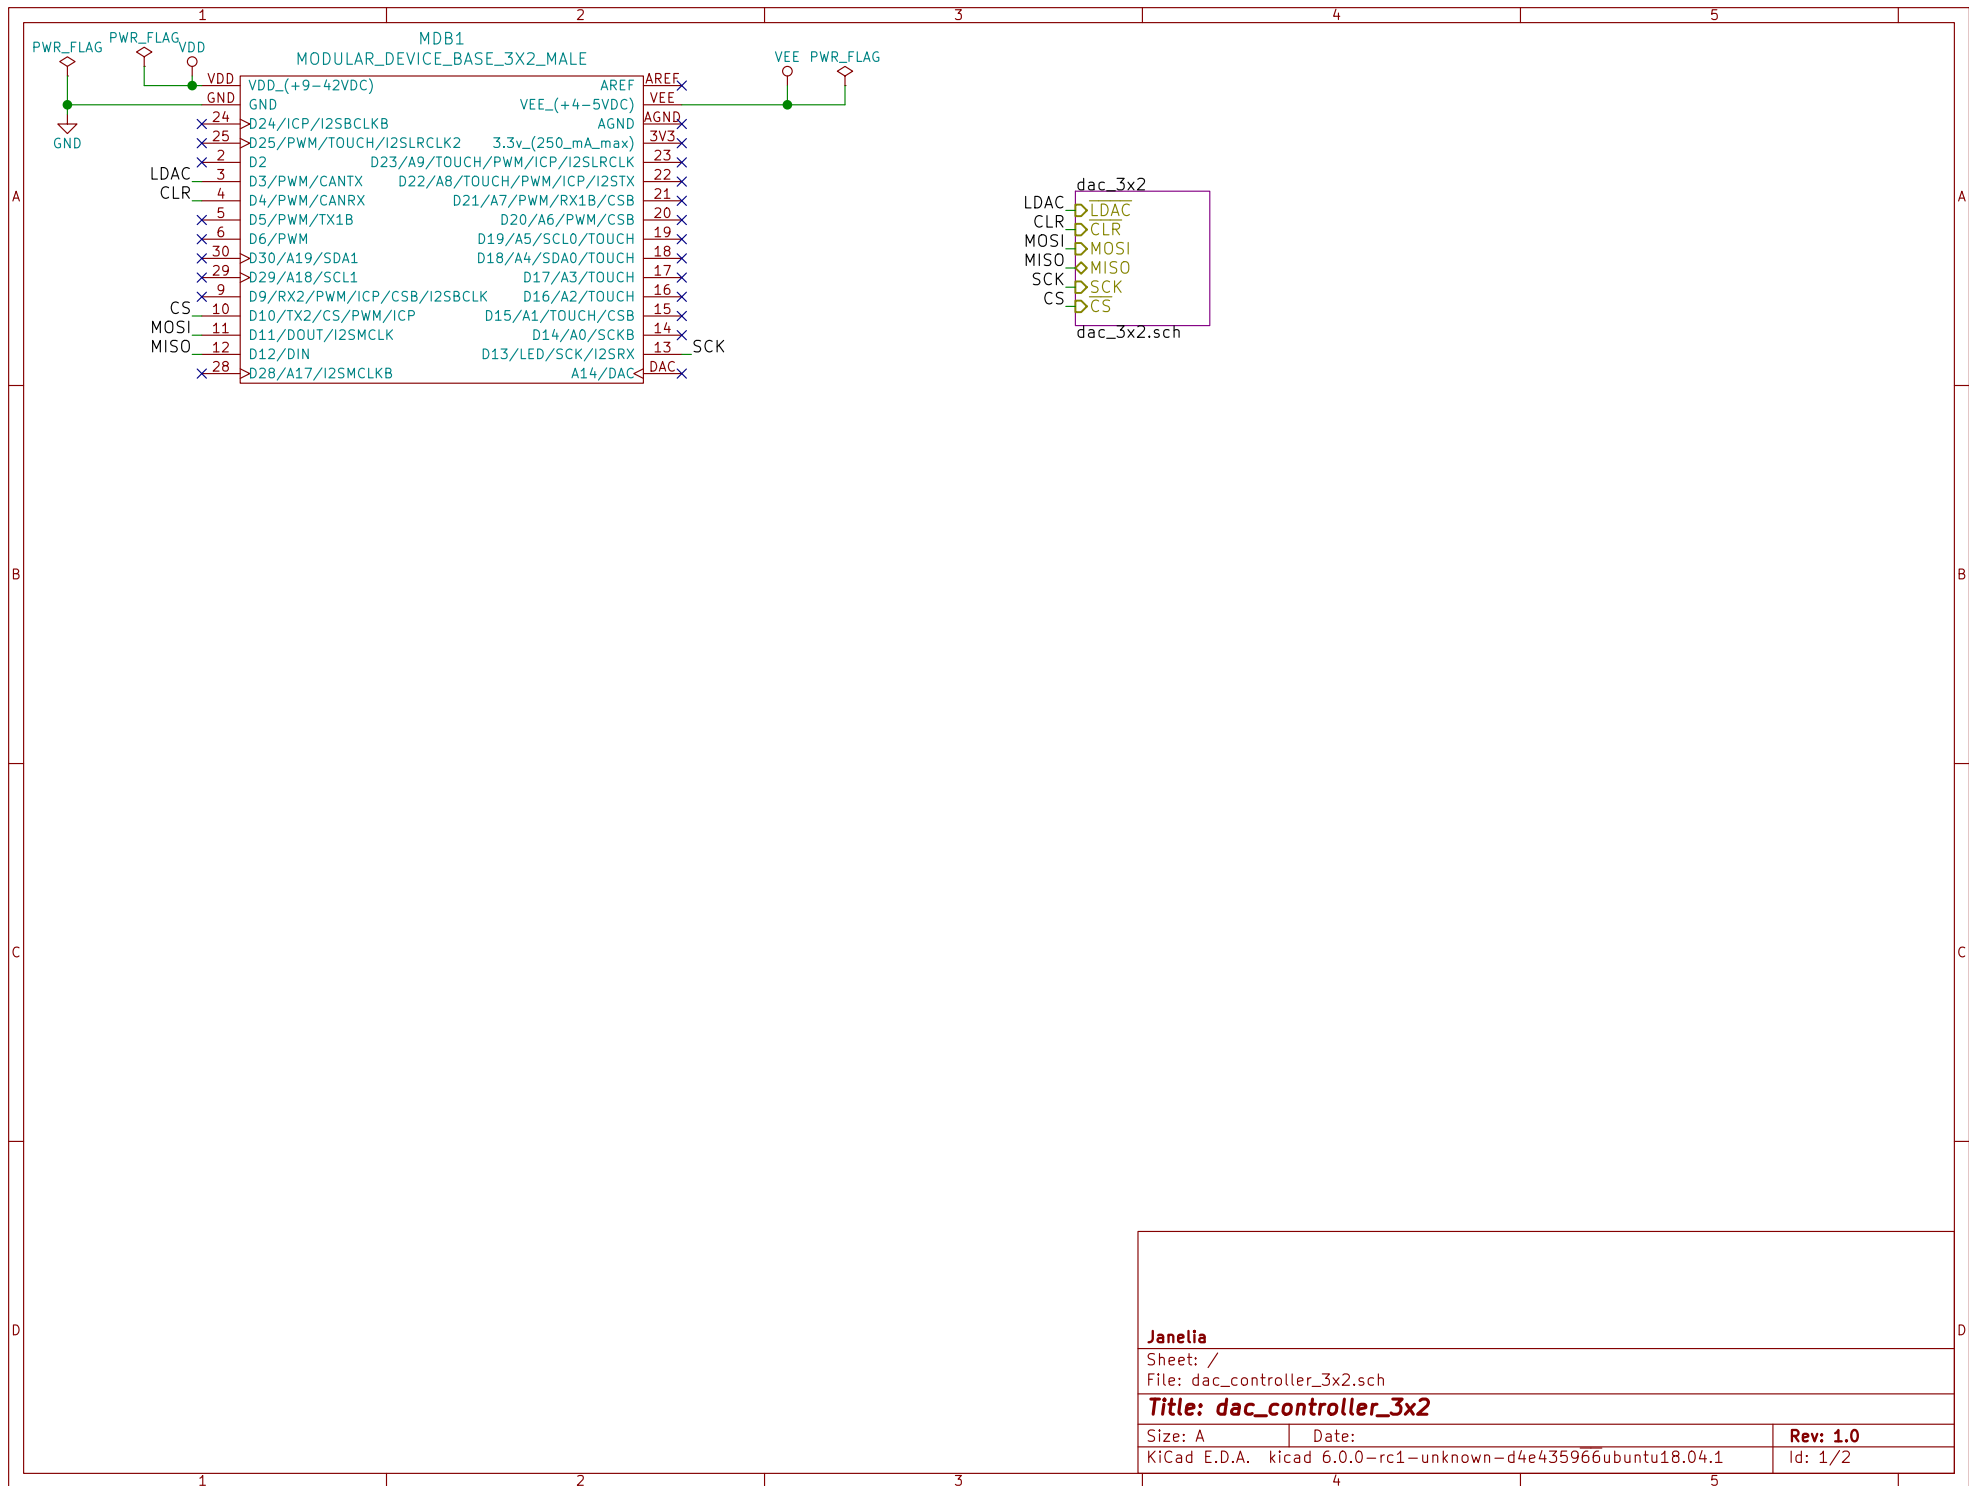 1 2 3 4 5
PWR_FLAG
PWR_FLAG
VDD
MDB1
MODULAR_DEVICE_BASE_3X2_MALE
VEE PWR_FLAG
VDD VDD_(+9-42VDC) AREF AREF
GND GND VEE_(+4-5VDC) VEE
24 D24/ICP/I2SBCLKB AGND AGND
GND 25 D25/PWM/TOUCH/I2SLRCLK2 3.3v_(250_mA_max) 3V3
2 D2 D23/A9/TOUCH/PWM/ICP/I2SLRCLK 23
LDAC 3 D3/PWM/CANTX D22/A8/TOUCH/PWM/ICP/I2STX 22
CLR 4 D4/PWM/CANRX D21/A7/PWM/RX1B/CSB 21
5 D5/PWM/TX1B D20/A6/PWM/CSB 20
6 D6/PWM D19/A5/SCL0/TOUCH 19
30 D30/A19/SDA1 D18/A4/SDA0/TOUCH 18
29 D29/A18/SCL1 D17/A3/TOUCH 17
9 D9/RX2/PWM/ICP/CSB/I2SBCLK D16/A2/TOUCH 16
CS 10 D10/TX2/CS/PWM/ICP D15/A1/TOUCH/CSB 15
MOSI 11 D11/DOUT/I2SMCLK D14/A0/SCKB 14
MISO 12 D12/DIN D13/LED/SCK/I2SRX 13 SCK
28 D28/A17/I2SMCLKB A14/DAC DAC
dac_3x2
LDAC LDAC
CLR CLR
MOSI MOSI
MISO MISO
SCK SCK
CS CS
dac_3x2.sch
A A
B B
C C
D D
Janelia
Sheet: /
File: dac_controller_3x2.sch
Title: dac_controller_3x2
Size: A Date: Rev: 1.0
KiCad E.D.A. kicad 6.0.0-rc1-unknown-d4e435966ubuntu18.04.1 Id: 1/2
1 2 3 4 5